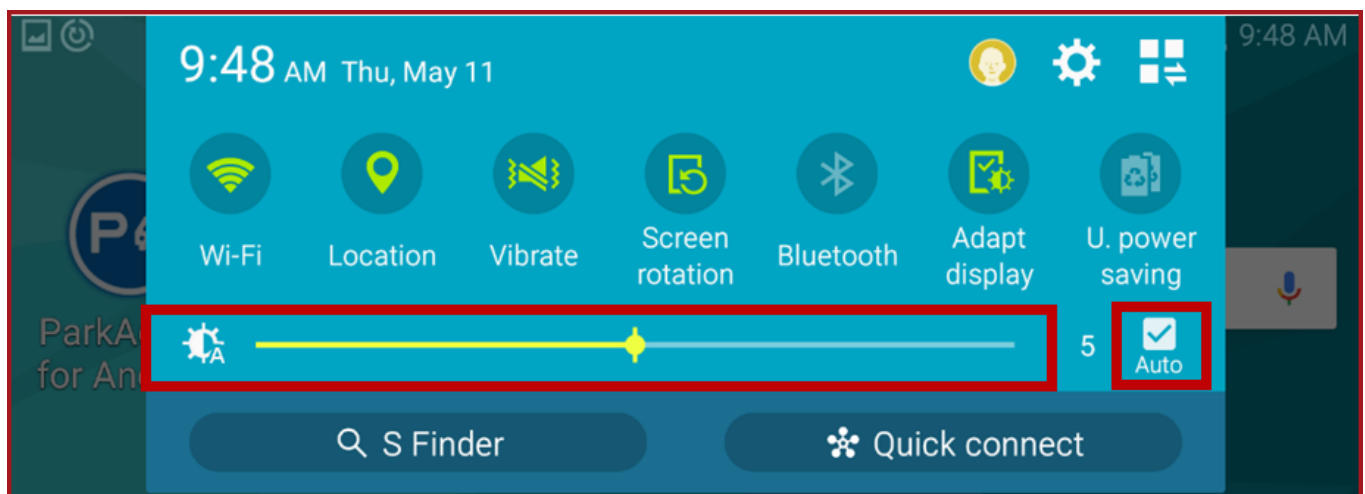 9:48 AM
9:48 AM Thu, May 11
Wi-Fi
Location
Vibrate
Screen
rotation
Bluetooth
Adapt
display
U. power
saving
A
5
Auto
ParkA
for An
S Finder
Quick connect